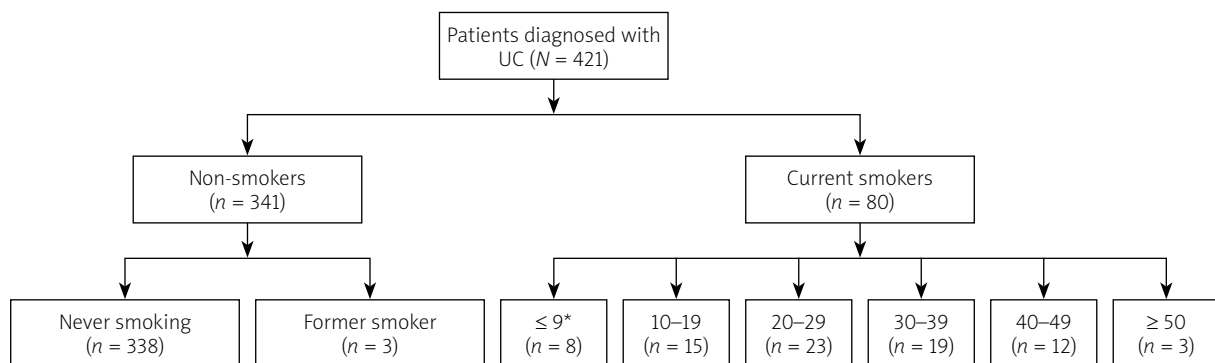 Patients diagnosed with
UC (N = 421)
Non-smokers
(n = 341)
Current smokers
(n = 80)
Never smoking
(n = 338)
Former smoker
(n = 3)
≤ 9*
(n = 8)
10–19
(n = 15)
20–29
(n = 23)
30–39
(n = 19)
40–49
(n = 12)
≥ 50
(n = 3)